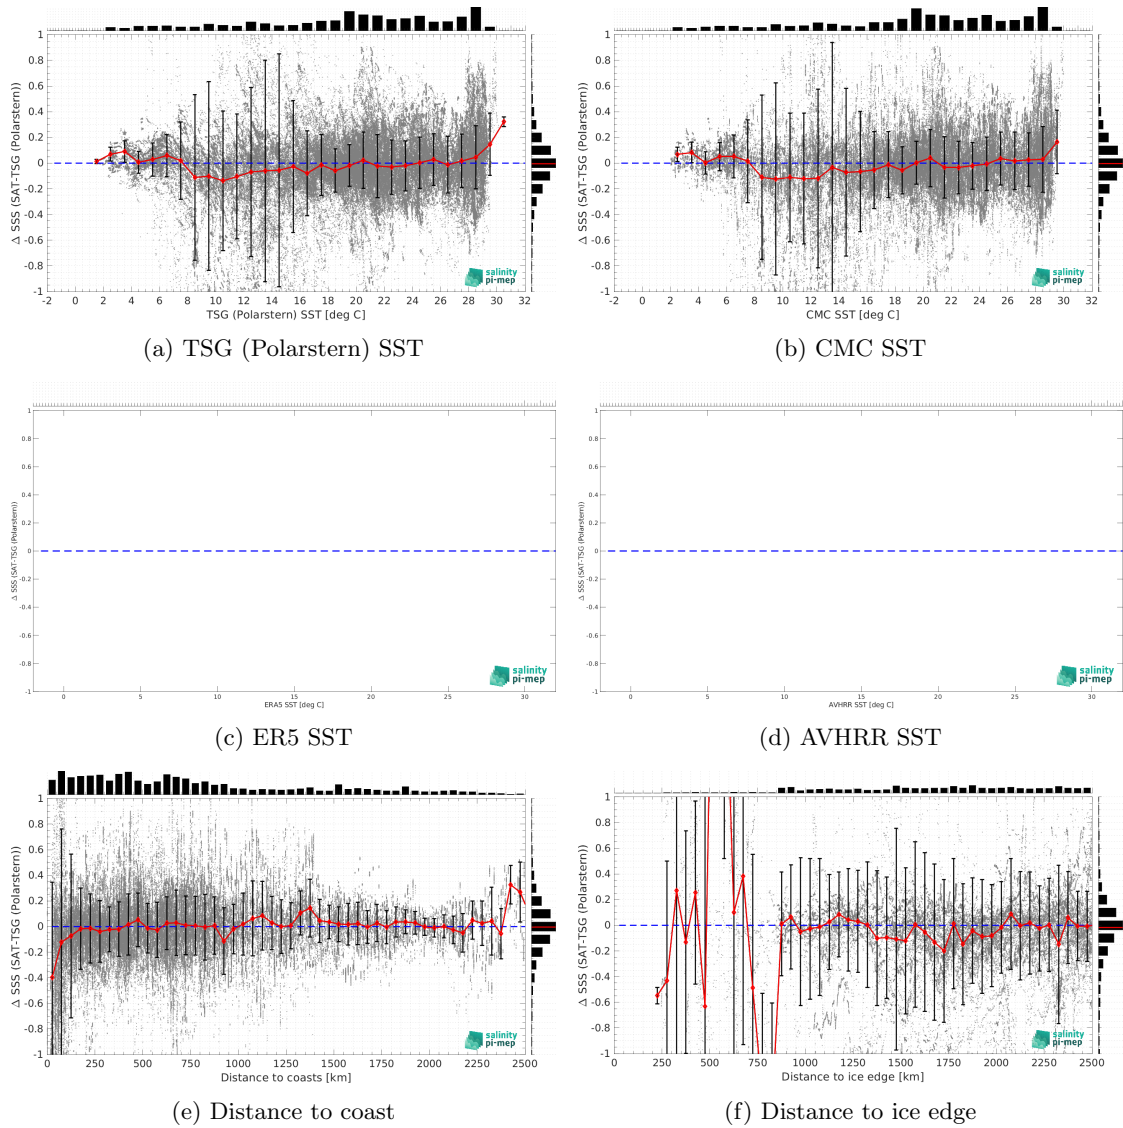 1
0.8
0.6
0.4
0.2
0
-0.2
-0.4
-0.6
-0.8
-1
Δ SSS (SAT-TSG (Polarstern))
-2 0 2 4 6 8 10 12 14 16 18 20 22 24 26 28 30 32
TSG (Polarstern) SST [deg C]
salinity
pi-mep
(a) TSG (Polarstern) SST
1
0.8
0.6
0.4
0.2
0
-0.2
-0.4
-0.6
-0.8
-1
Δ SSS (SAT-TSG (Polarstern))
-2 0 2 4 6 8 10 12 14 16 18 20 22 24 26 28 30 32
CMC SST [deg C]
salinity
pi-mep
(b) CMC SST
1
0.8
0.6
0.4
0.2
0
-0.2
-0.4
-0.6
-0.8
-1
Δ SSS (SAT-TSG (Polarstern))
0 5 10 15 20 25 30
ERA5 SST [deg C]
salinity
pi-mep
(c) ER5 SST
1
0.8
0.6
0.4
0.2
0
-0.2
-0.4
-0.6
-0.8
-1
Δ SSS (SAT-TSG (Polarstern))
0 5 10 15 20 25 30
AVHRR SST [deg C]
salinity
pi-mep
(d) AVHRR SST
1
0.8
0.6
0.4
0.2
0
-0.2
-0.4
-0.6
-0.8
-1
Δ SSS (SAT-TSG (Polarstern))
0 250 500 750 1000 1250 1500 1750 2000 2250 2500
Distance to coasts [km]
salinity
pi-mep
(e) Distance to coast
1
0.8
0.6
0.4
0.2
0
-0.2
-0.4
-0.6
-0.8
-1
Δ SSS (SAT-TSG (Polarstern))
0 250 500 750 1000 1250 1500 1750 2000 2250 2500
Distance to ice edge [km]
salinity
pi-mep
(f) Distance to ice edge